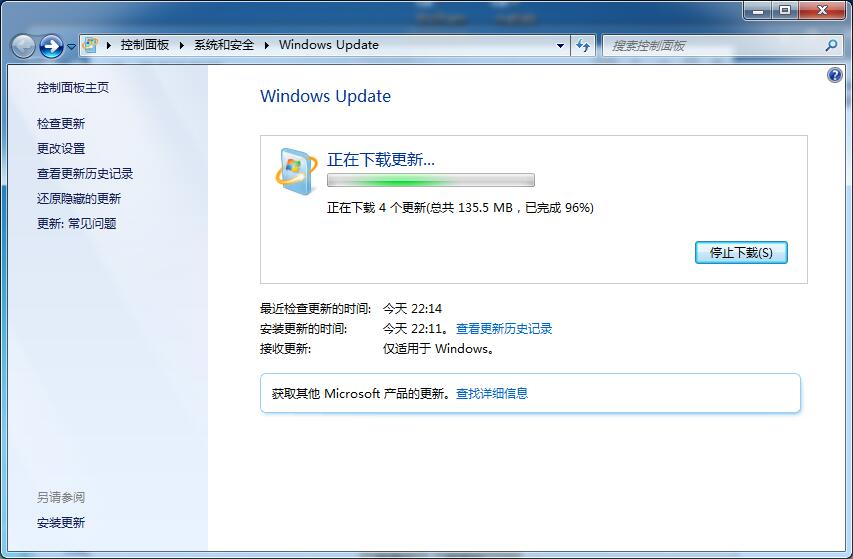 控制面板 系统和安全 Windows Update 搜索控制面板
控制面板主页
检查更新
更改设置
查看更新历史记录
还原隐藏的更新
更新: 常见问题
另请参阅
安装更新
Windows Update
正在下载更新...
正在下载 4 个更新(总共 135.5 MB，已完成 96%)
停止下载(S)
最近检查更新的时间: 今天 22:14
安装更新的时间: 今天 22:11。查看更新历史记录
接收更新: 仅适用于 Windows。
获取其他 Microsoft 产品的更新。查找详细信息